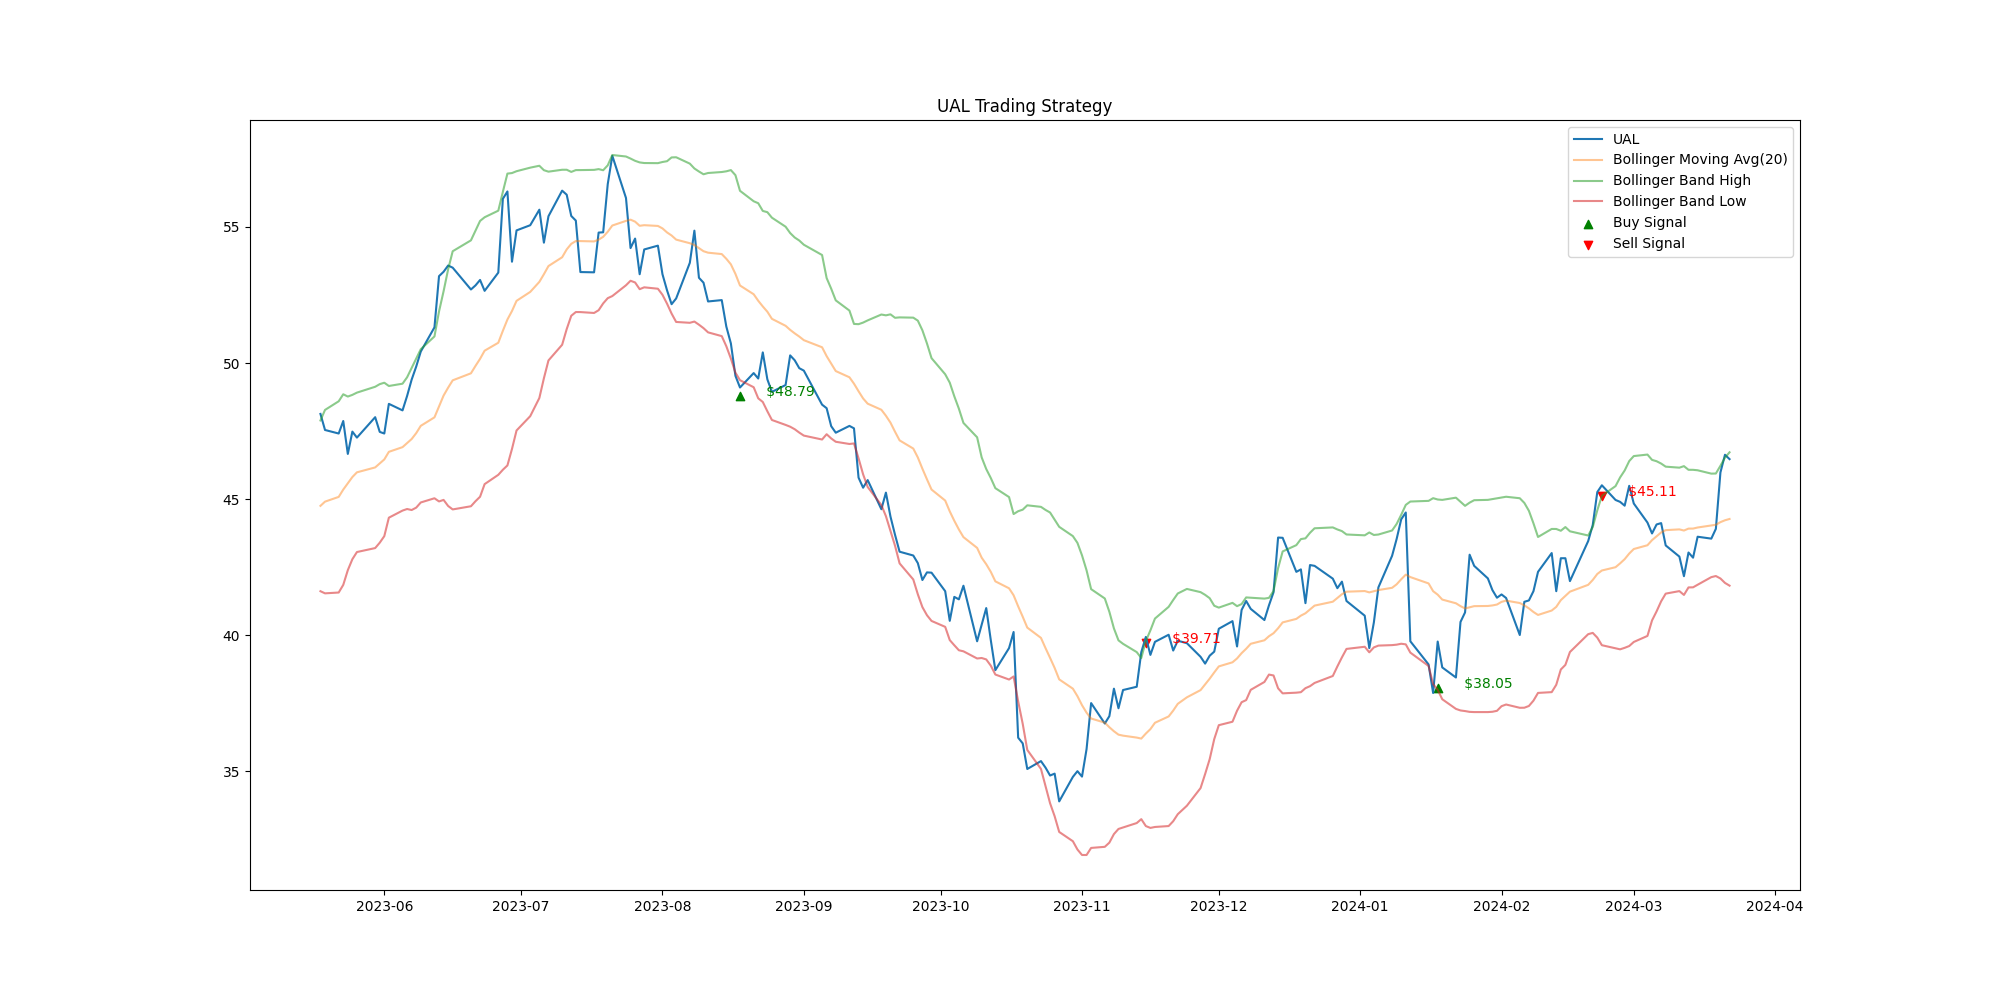 UAL Trading Strategy
UAL
Bollinger Moving Avg(20)
Bollinger Band High
Bollinger Band Low
Buy Signal
Sell Signal
55
50
45
40
35
$48.79
$39.71
$38.05
$45.11
2023-06 2023-07 2023-08 2023-09 2023-10 2023-11 2023-12 2024-01 2024-02 2024-03 2024-04